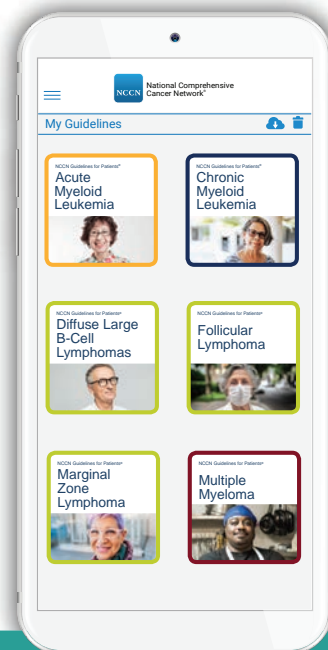 NCCN
National Comprehensive
Cancer Network®
My Guidelines
NCCN Guidelines for Patients®
Acute
Myeloid
Leukemia
NCCN Guidelines for Patients®
Chronic
Myeloid
Leukemia
NCCN Guidelines for Patients®
Diffuse Large
B-Cell
Lymphomas
NCCN Guidelines for Patients®
Follicular
Lymphoma
NCCN Guidelines for Patients®
Marginal
Zone
Lymphoma
NCCN Guidelines for Patients®
Multiple
Myeloma